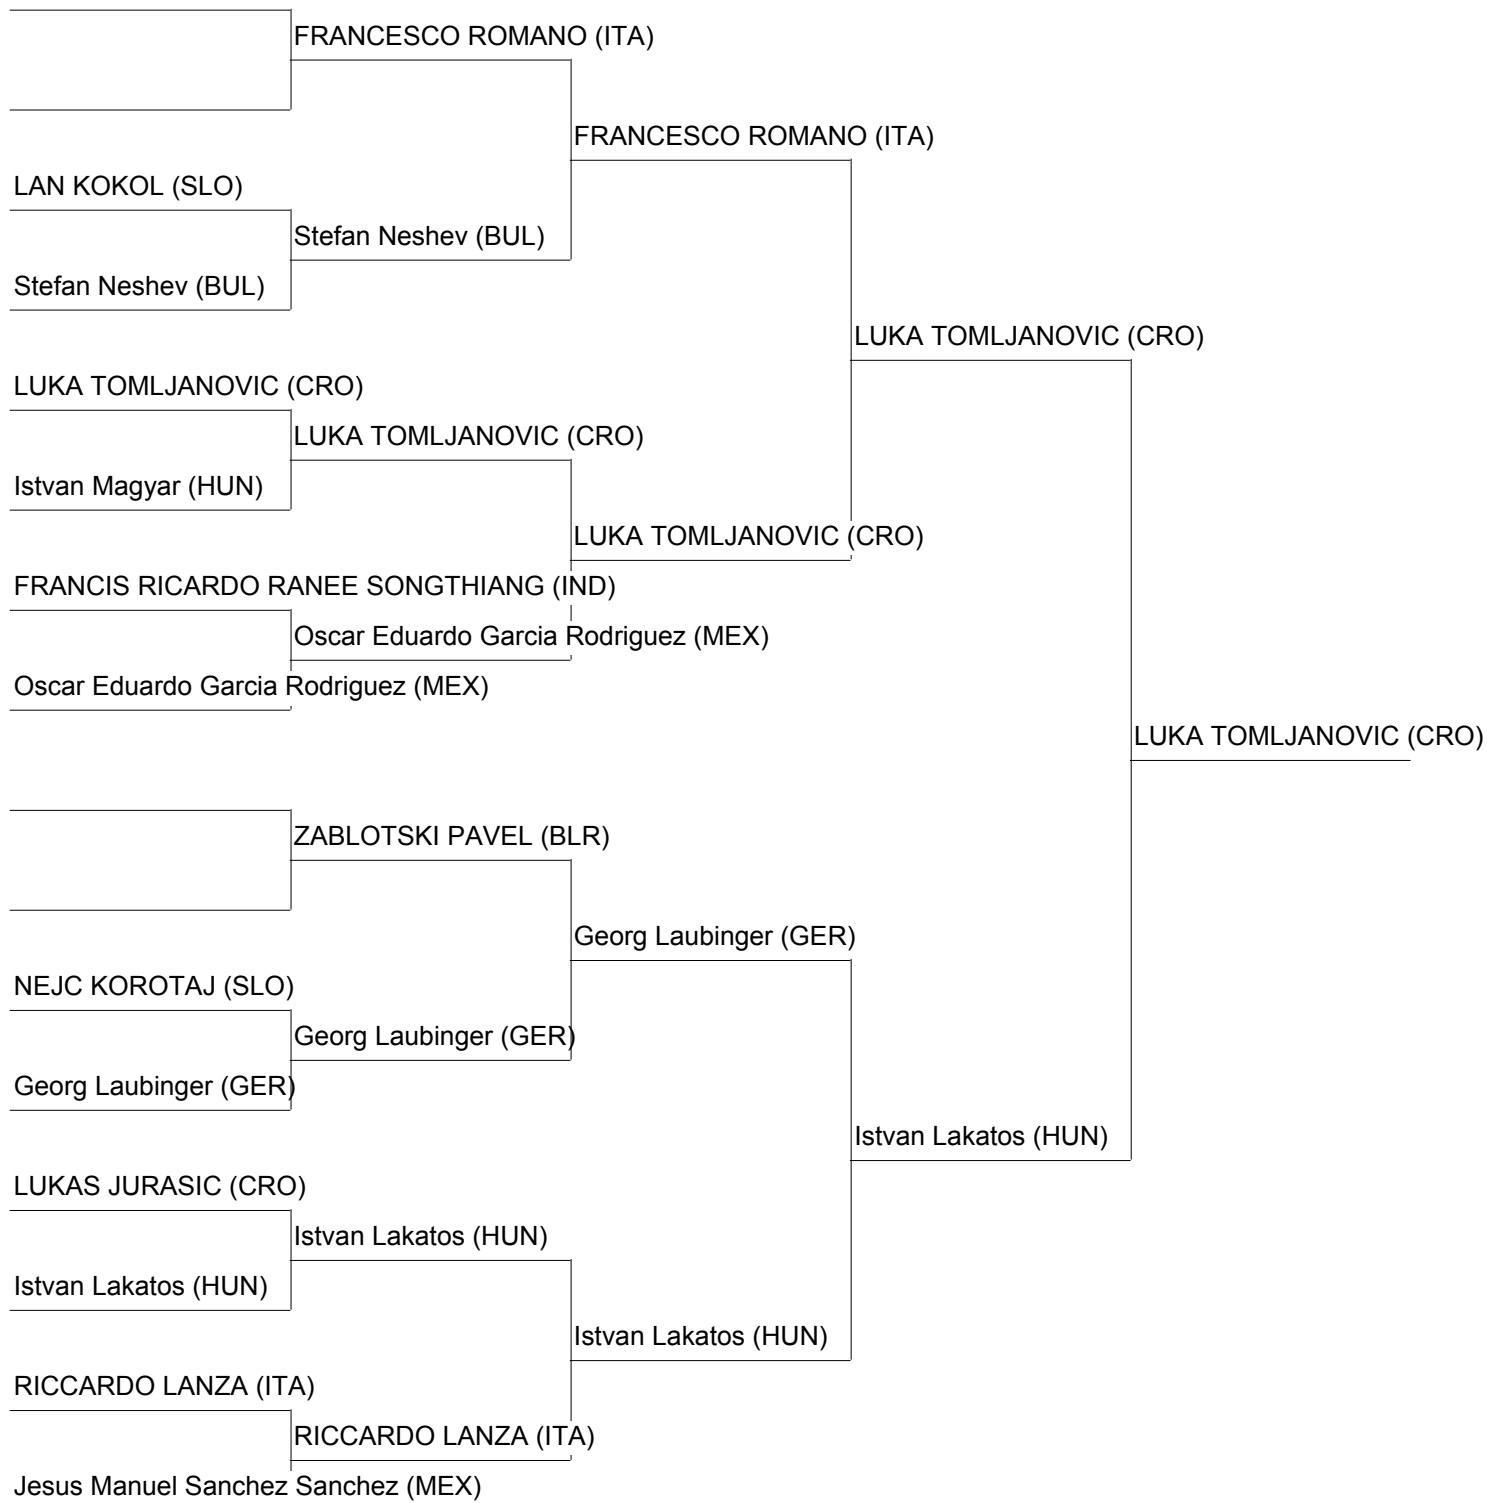 FRANCESCO ROMANO (ITA)
FRANCESCO ROMANO (ITA)
LAN KOKOL (SLO)
Stefan Neshev (BUL)
Stefan Neshev (BUL)
LUKA TOMLJANOVIC (CRO)
LUKA TOMLJANOVIC (CRO)
LUKA TOMLJANOVIC (CRO)
Istvan Magyar (HUN)
LUKA TOMLJANOVIC (CRO)
FRANCIS RICARDO RANEE SONGTHIANG (IND)
Oscar Eduardo Garcia Rodriguez (MEX)
Oscar Eduardo Garcia Rodriguez (MEX)
LUKA TOMLJANOVIC (CRO)
ZABLOTSKI PAVEL (BLR)
Georg Laubinger (GER)
NEJC KOROTAJ (SLO)
Georg Laubinger (GER)
Georg Laubinger (GER)
Istvan Lakatos (HUN)
LUKAS JURASIC (CRO)
Istvan Lakatos (HUN)
Istvan Lakatos (HUN)
Istvan Lakatos (HUN)
RICCARDO LANZA (ITA)
RICCARDO LANZA (ITA)
Jesus Manuel Sanchez Sanchez (MEX)